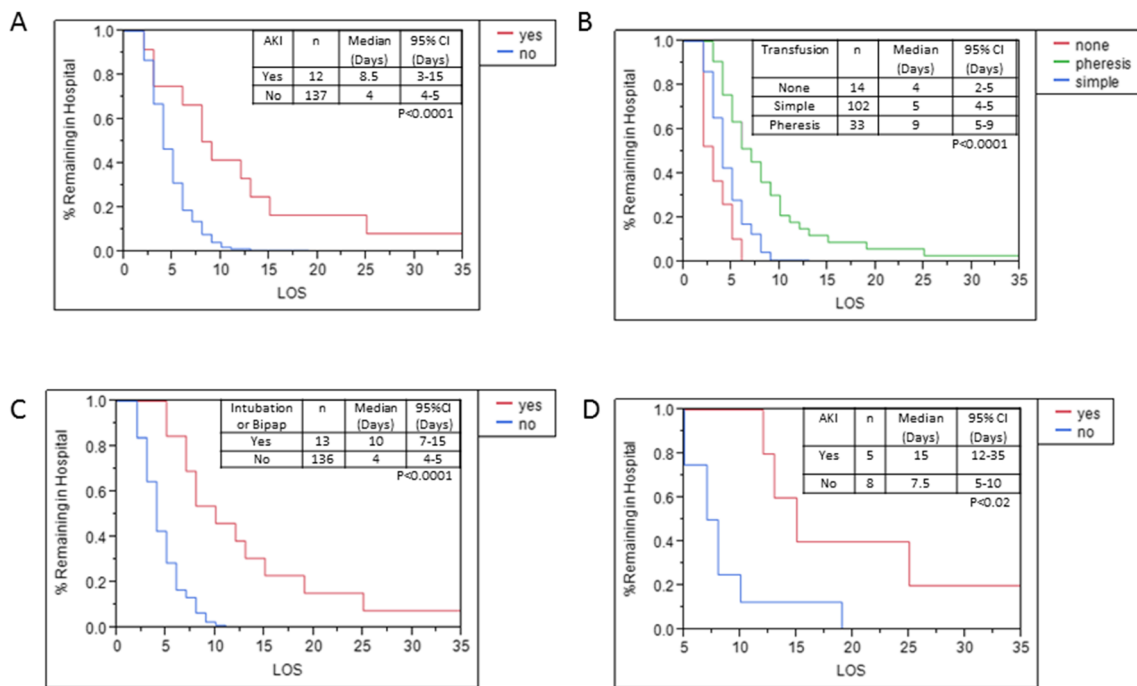 A
% Remaining in Hospital
1.0
0.8
0.6
0.4
0.2
0.0
0 5 10 15 20 25 30 35
LOS
AKI n Median (Days) 95% CI (Days)
Yes 12 8.5 3-15
No 137 4 4-5
P<0.0001
yes
no
B
% Remaining in Hospital
1.0
0.8
0.6
0.4
0.2
0.0
0 5 10 15 20 25 30 35
LOS
Transfusion n Median (Days) 95% CI (Days)
None 14 4 2-5
Simple 102 5 4-5
Pheresis 33 9 5-9
P<0.0001
none
pheresis
simple
C
% Remaining in Hospital
1.0
0.8
0.6
0.4
0.2
0.0
0 5 10 15 20 25 30 35
LOS
Intubation or Bipap n Median (Days) 95%CI (Days)
Yes 13 10 7-15
No 136 4 4-5
P<0.0001
yes
no
D
%Remaining in Hospital
1.0
0.8
0.6
0.4
0.2
0.0
5 10 15 20 25 30 35
LOS
AKI n Median (Days) 95% CI (Days)
Yes 5 15 12-35
No 8 7.5 5-10
P<0.02
yes
no